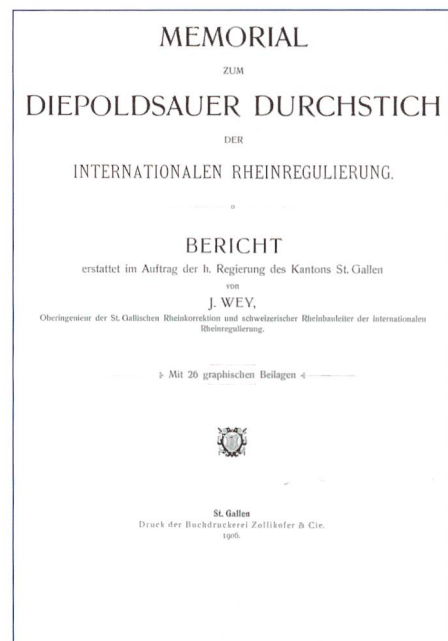 MEMORIAL
ZUM
DIEPOLDSAUER DURCHSTICH
DER
INTERNATIONALEN RHEINREGULIERUNG.
BERICHT
erstattet im Auftrag der h. Regierung des Kantons St. Gallen
von
J. WEY,
Oberingenieur der St. Gallischen Rheinkorrektion und schweizerischer Rheinbauleiter der internationalen
Rheinregulierung.
Mit 26 graphischen Beilagen
St. Gallen
Druck der Buchdruckerei Zollikofer & Cie.
1906.